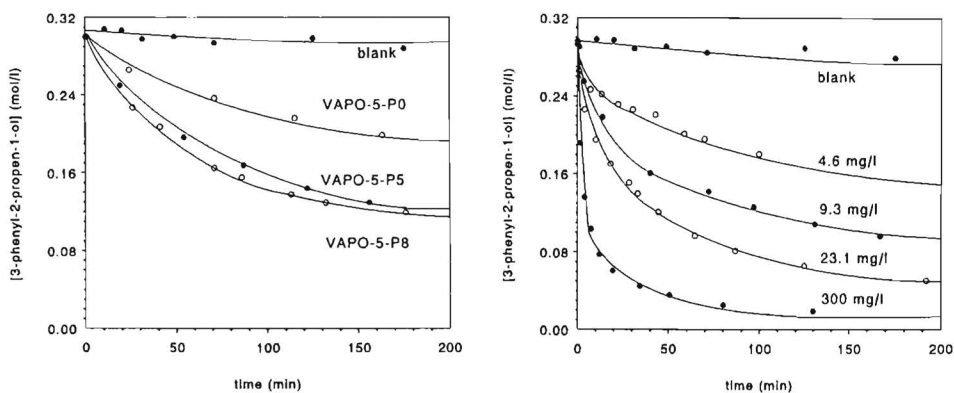 [3-phenyl-2-propen-1-ol] (mol/l)
0.32
0.24
0.16
0.08
0.00
blank
VAPO-5-P0
VAPO-5-P5
VAPO-5-P8
0
50
100
150
200
time (min)
[3-phenyl-2-propen-1-ol] (mol/l)
0.32
0.24
0.16
0.08
0.00
blank
4.6 mg/l
9.3 mg/l
23.1 mg/l
300 mg/l
0
50
100
150
200
time (min)